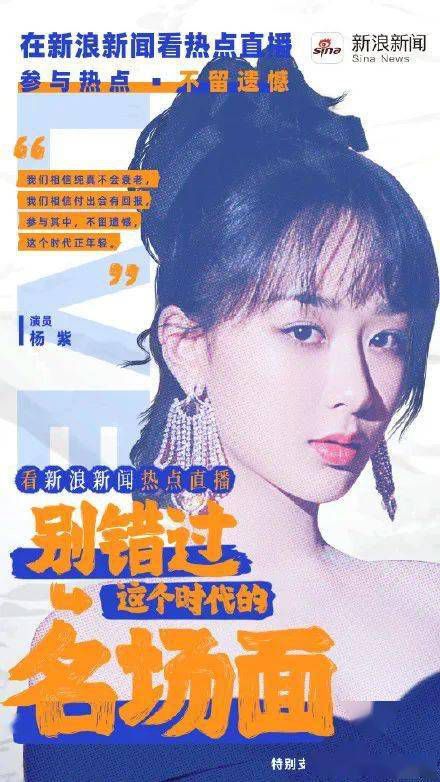 在新浪新闻看热点直播
sina
新浪新闻
Sina News
参与热点·不留遗憾
LIVE
“
我们相信纯真不会衰老，
我们相信付出会有回报。
参与其中，不留遗憾，
这个时代正年轻。
”
演员
杨紫
看新浪新闻热点直播
别错过
这个时代的
名场面
特别支